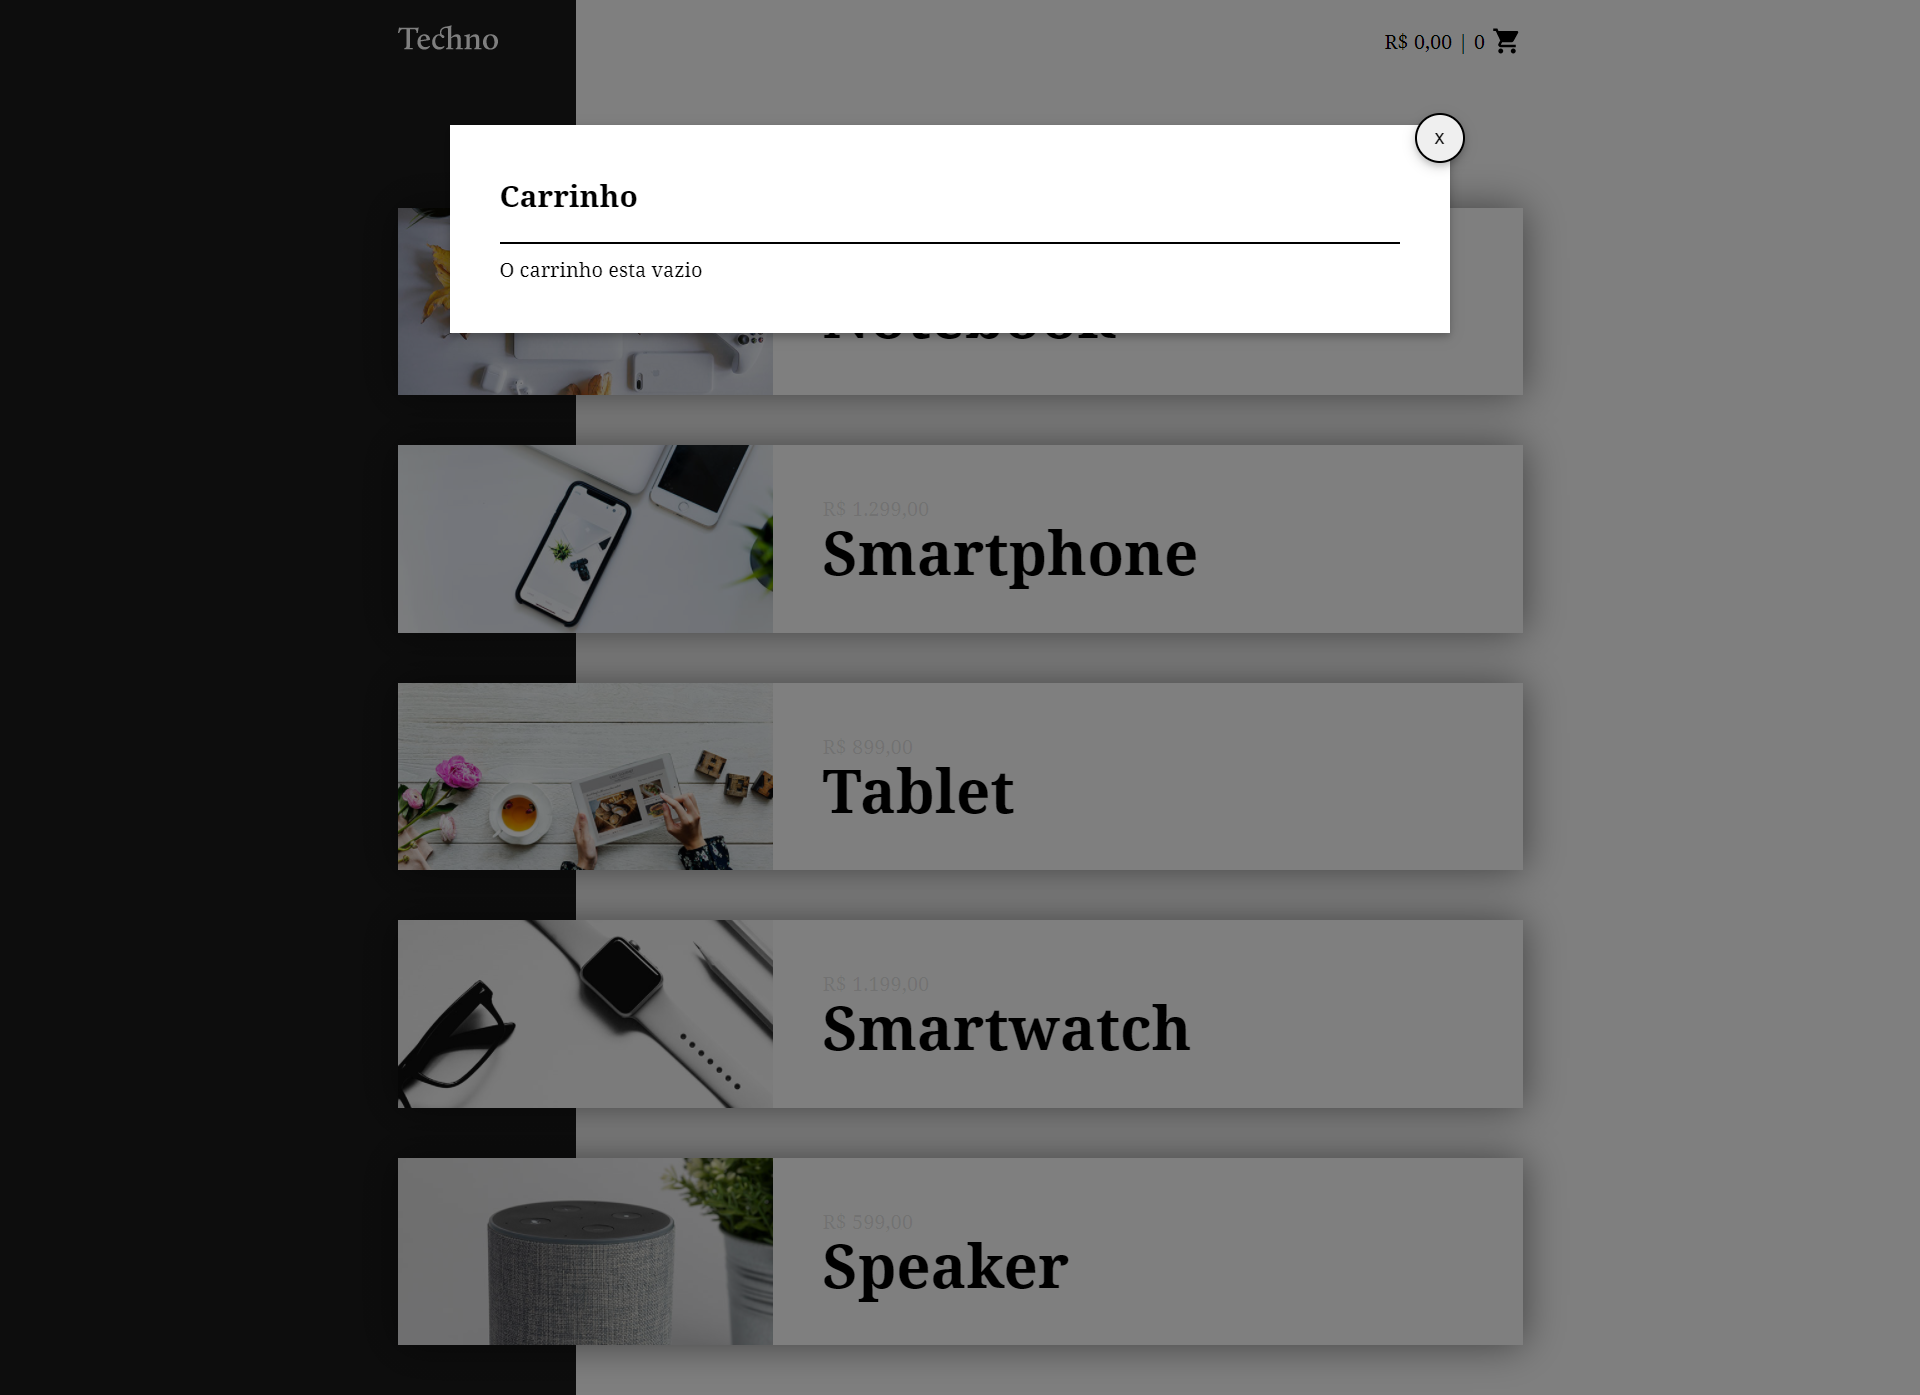 Techno
R$ 0,00 | 0
X
Carrinho
O carrinho esta vazio
R$ 1.299,00
Smartphone
R$ 899,00
Tablet
R$ 1.199,00
Smartwatch
R$ 599,00
Speaker